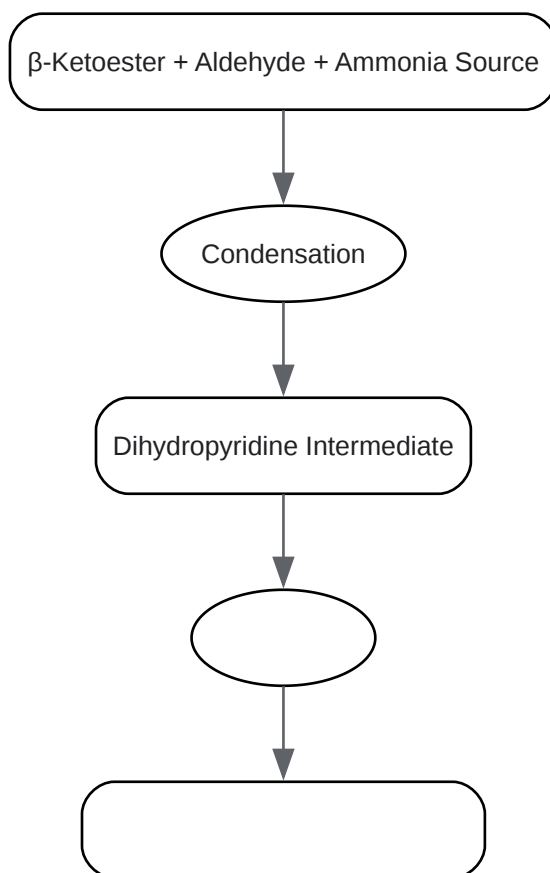 β-Ketoester + Aldehyde + Ammonia Source
Condensation
Dihydropyridine Intermediate